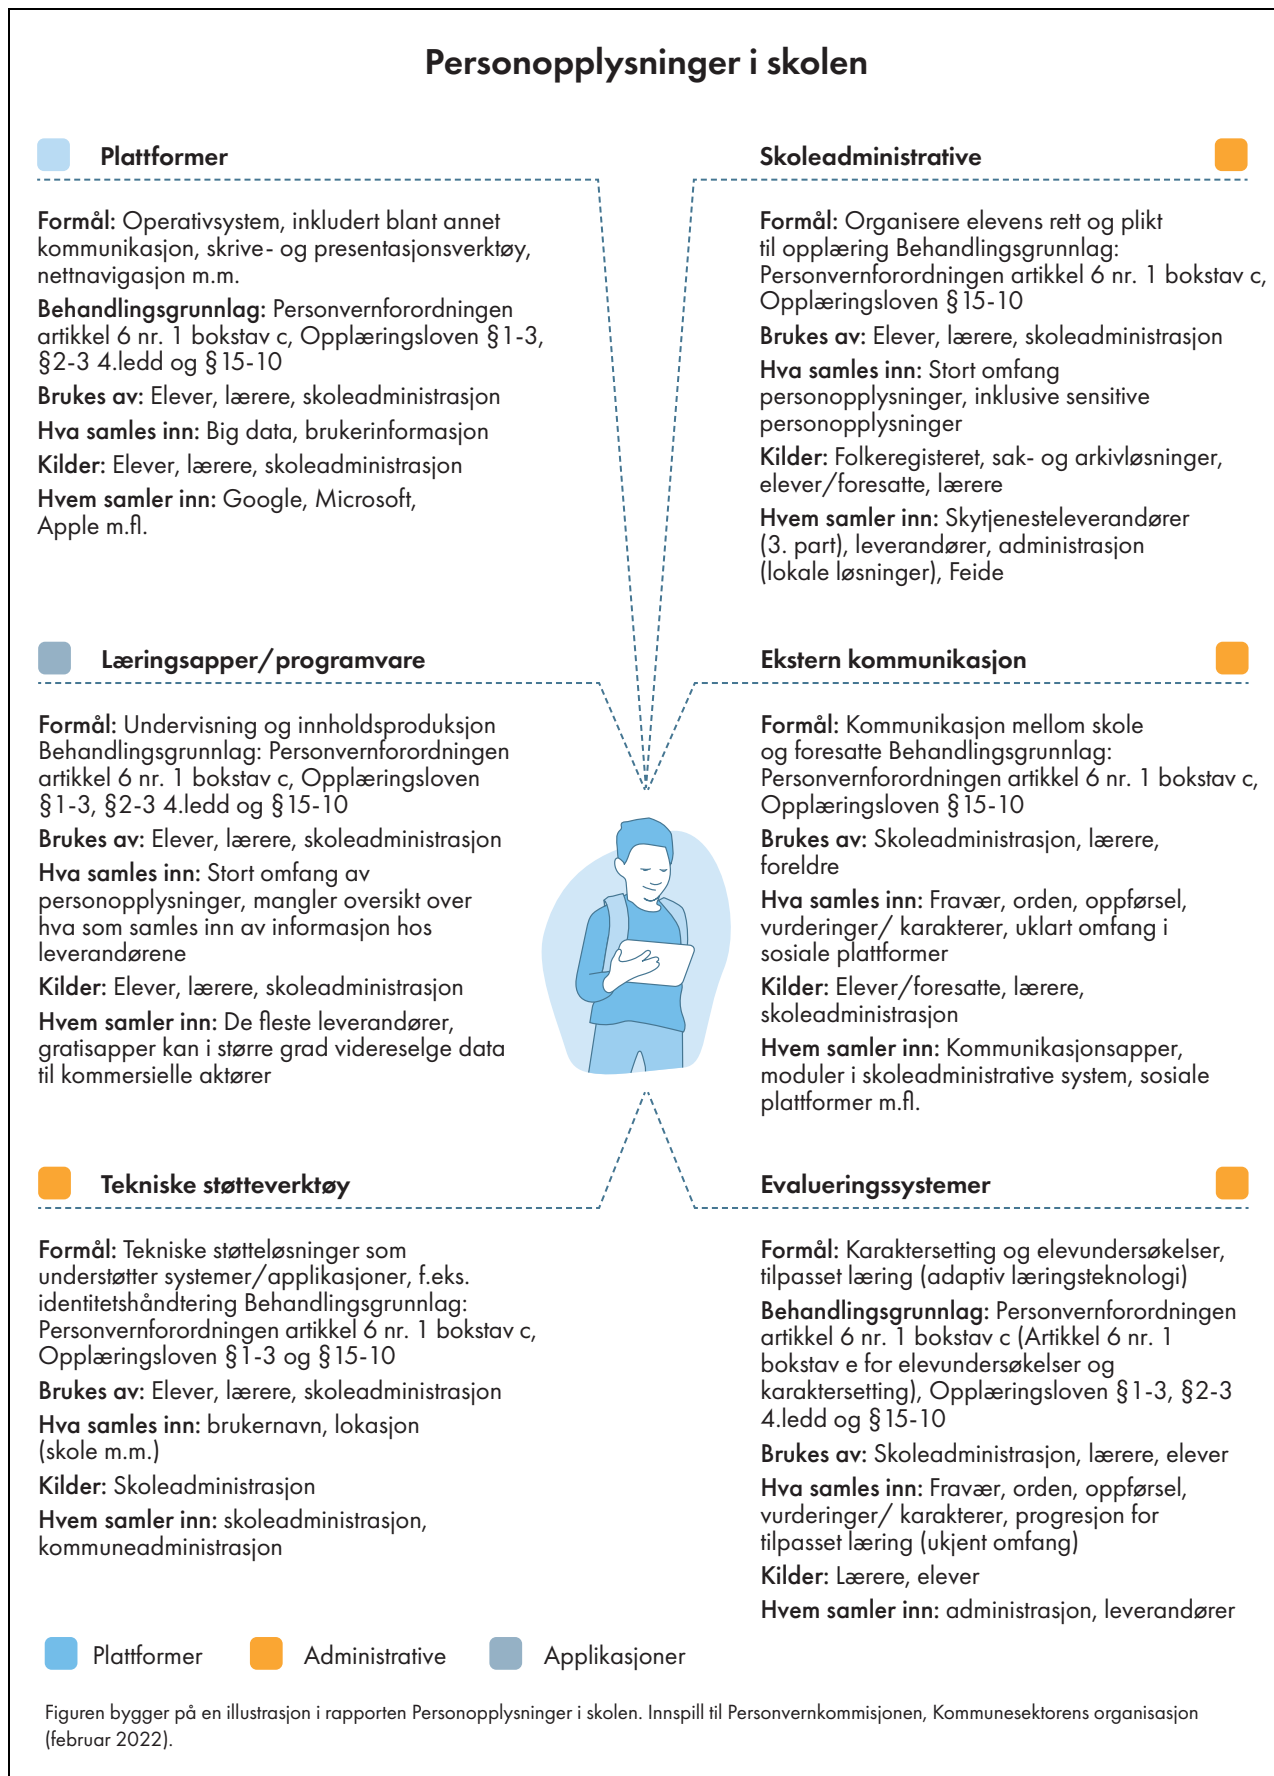 Personopplysninger i skolen
Plattformer
Formål: Operativsystem, inkludert blant annet
kommunikasjon, skrive- og presentasjonsverktøy,
nettnavigasjon m.m.
Behandlingsgrunnlag: Personvernforordningen
artikkel 6 nr. 1 bokstav c, Opplæringsloven §1-3,
§2-3 4.ledd og §15-10
Brukes av: Elever, lærere, skoleadministrasjon
Hva samles inn: Big data, brukerinformasjon
Kilder: Elever, lærere, skoleadministrasjon
Hvem samler inn: Google, Microsoft,
Apple m.fl.
Skoleadministrative
Formål: Organisere elevens rett og plikt
til opplæring Behandlingsgrunnlag:
Personvernforordningen artikkel 6 nr. 1 bokstav c,
Opplæringsloven §15-10
Brukes av: Elever, lærere, skoleadministrasjon
Hva samles inn: Stort omfang
personopplysninger, inklusive sensitive
personopplysninger
Kilder: Folkeregisteret, sak- og arkivløsninger,
elever/foresatte, lærere
Hvem samler inn: Skytjenesteleverandører
(3. part), leverandører, administrasjon
(lokale løsninger), Feide
Læringsapper/programvare
Formål: Undervisning og innholdsproduksjon
Behandlingsgrunnlag: Personvernforordningen
artikkel 6 nr. 1 bokstav c, Opplæringsloven
§1-3, §2-3 4.ledd og §15-10
Brukes av: Elever, lærere, skoleadministrasjon
Hva samles inn: Stort omfang av
personopplysninger, mangler oversikt over
hva som samles inn av informasjon hos
leverandørene
Kilder: Elever, lærere, skoleadministrasjon
Hvem samler inn: De fleste leverandører,
gratisapper kan i større grad videreselge data
til kommersielle aktører
Ekstern kommunikasjon
Formål: Kommunikasjon mellom skole
og foresatte Behandlingsgrunnlag:
Personvernforordningen artikkel 6 nr. 1 bokstav c,
Opplæringsloven §15-10
Brukes av: Skoleadministrasjon, lærere,
foreldre
Hva samles inn: Fravær, orden, oppførsel,
vurderinger/ karakterer, uklart omfang i
sosiale plattformer
Kilder: Elever/foresatte, lærere,
skoleadministrasjon
Hvem samler inn: Kommunikasjonsapper,
moduler i skoleadministrative system, sosiale
plattformer m.fl.
Tekniske støtteverktøy
Formål: Tekniske støtteløsninger som
understøtter systemer/applikasjoner, f.eks.
identitetshåndtering Behandlingsgrunnlag:
Personvernforordningen artikkel 6 nr. 1 bokstav c,
Opplæringsloven §1-3 og §15-10
Brukes av: Elever, lærere, skoleadministrasjon
Hva samles inn: brukernavn, lokasjon
(skole m.m.)
Kilder: Skoleadministrasjon
Hvem samler inn: skoleadministrasjon,
kommuneadministrasjon
Evalueringssystemer
Formål: Karaktersetting og elevundersøkelser,
tilpasset læring (adaptiv læringsteknologi)
Behandlingsgrunnlag: Personvernforordningen
artikkel 6 nr. 1 bokstav c (Artikkel 6 nr. 1
bokstav e for elevundersøkelser og
karaktersetting), Opplæringsloven §1-3, §2-3
4.ledd og §15-10
Brukes av: Skoleadministrasjon, lærere, elever
Hva samles inn: Fravær, orden, oppførsel,
vurderinger/ karakterer, progresjon for
tilpasset læring (ukjent omfang)
Kilder: Lærere, elever
Hvem samler inn: administrasjon, leverandører
Plattformer
Administrative
Applikasjoner
Figuren bygger på en illustrasjon i rapporten Personopplysninger i skolen. Innspill til Personvernkommisjonen, Kommunesektorens organisasjon
(februar 2022).